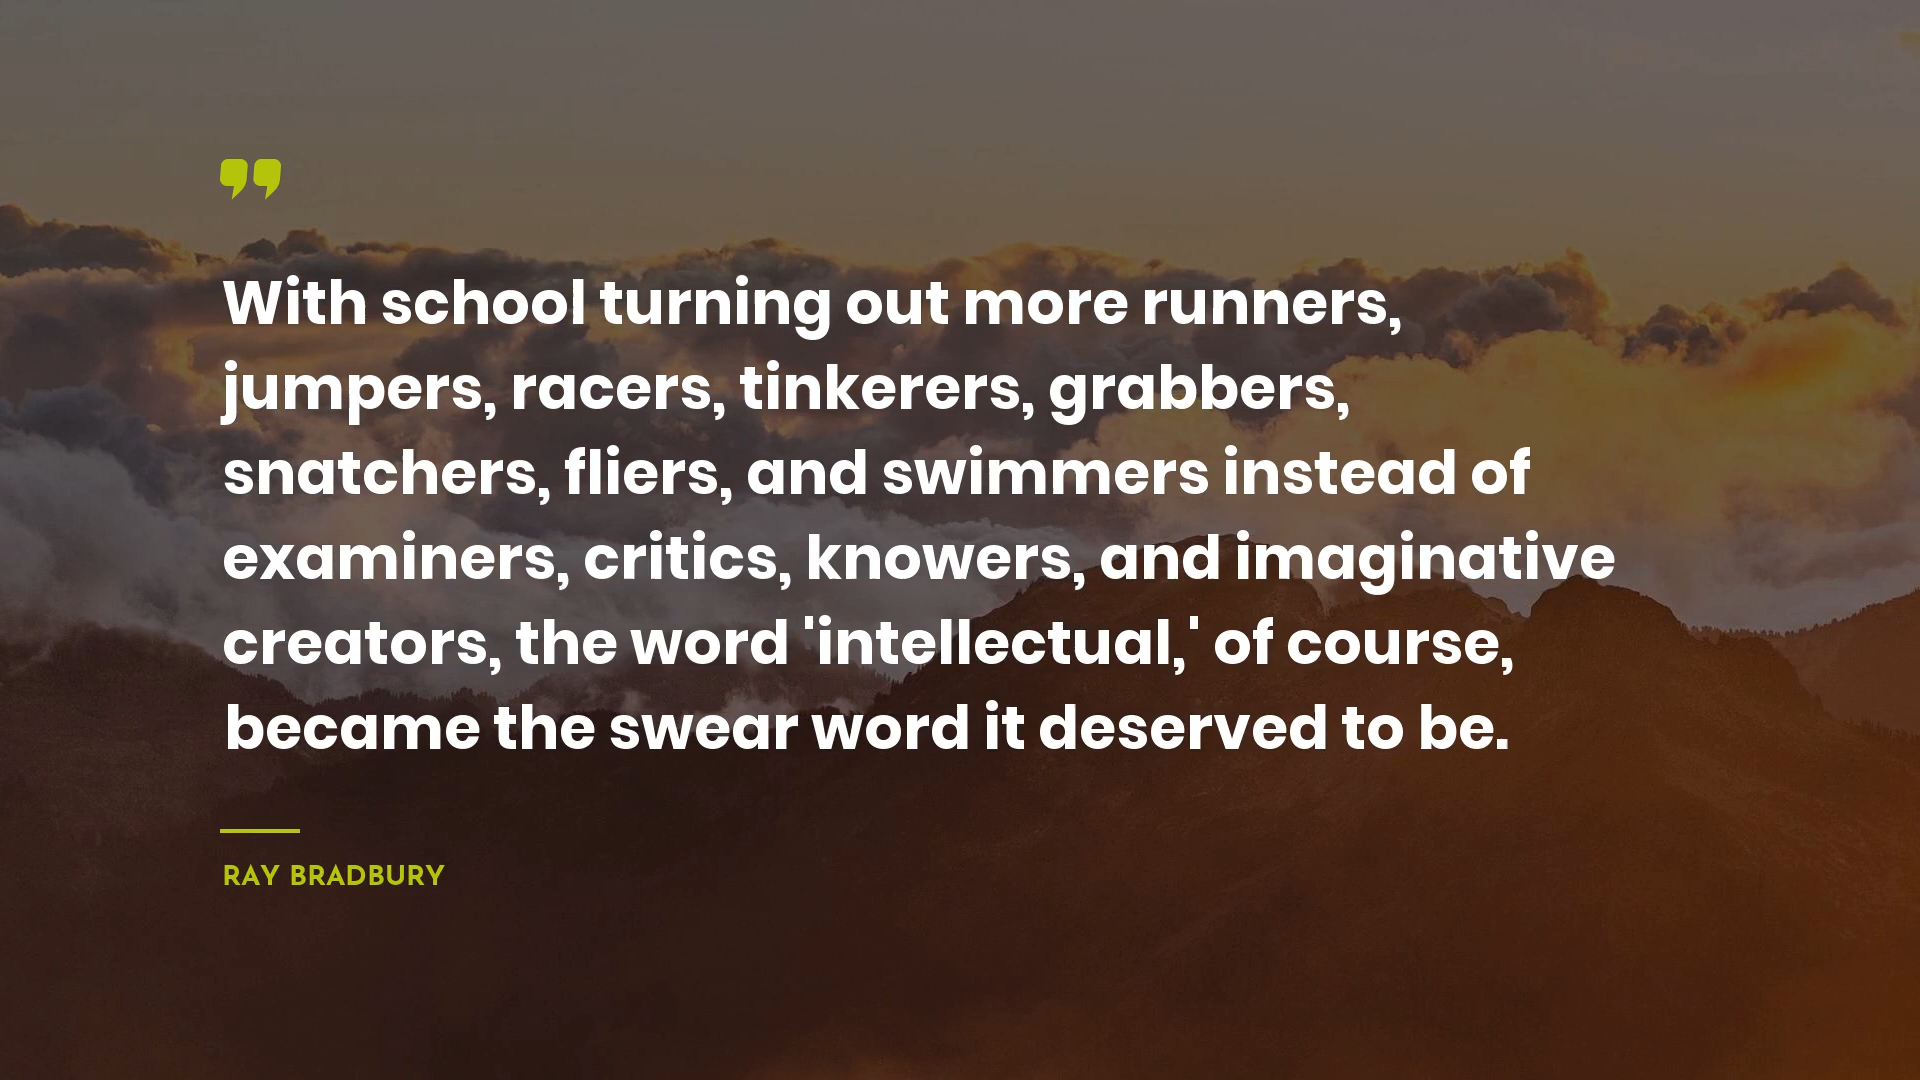 With school turning out more runners,
jumpers, racers, tinkerers, grabbers,
snatchers, fliers, and swimmers instead of
examiners, critics, knowers, and imaginative
creators, the word 'intellectual,' of course,
became the swear word it deserved to be.
RAY BRADBURY